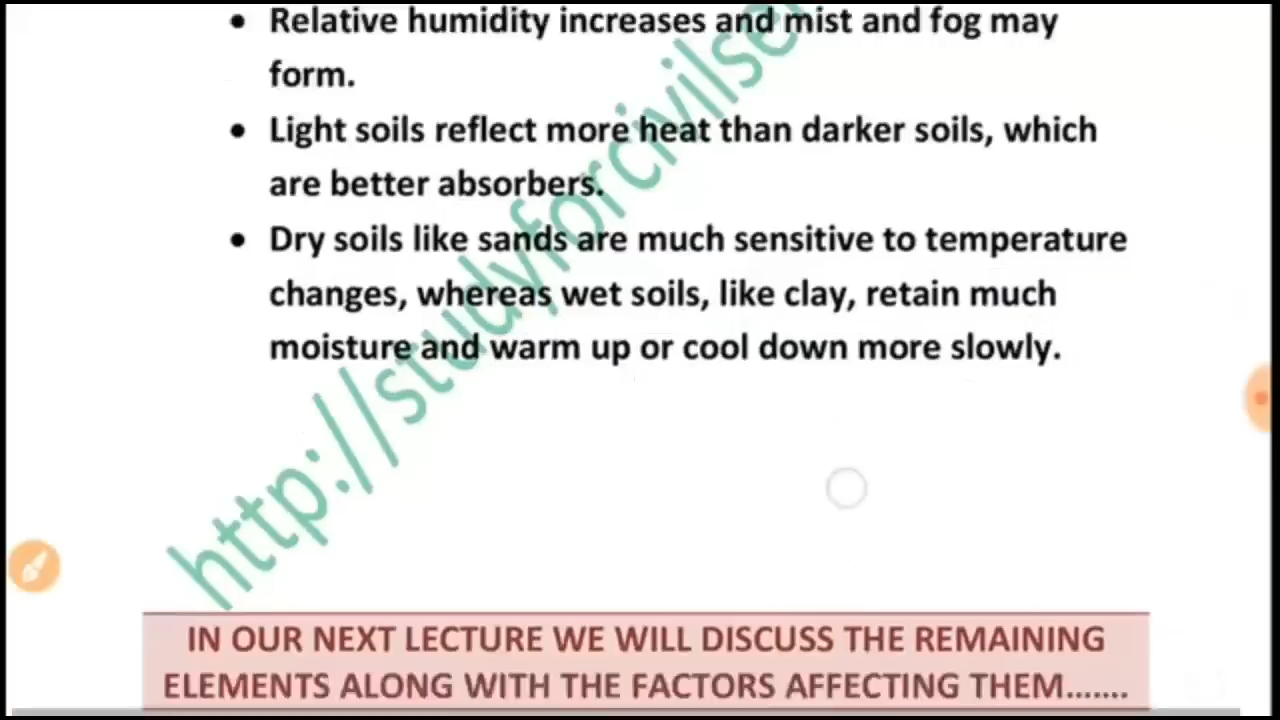 • Relative humidity increases and mist and fog may
form.
• Light soils reflect more heat than darker soils, which
are better absorbers.
• Dry soils like sands are much sensitive to temperature
changes, whereas wet soils, like clay, retain much
moisture and warm up or cool down more slowly.
http://studyforcivilse
IN OUR NEXT LECTURE WE WILL DISCUSS THE REMAINING
ELEMENTS ALONG WITH THE FACTORS AFFECTING THEM.......